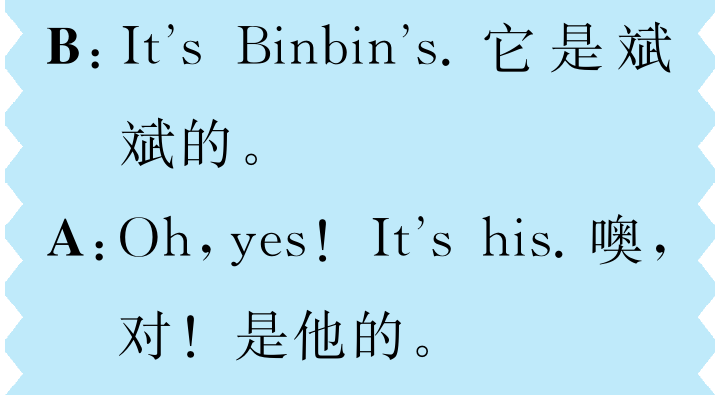 B: It's Binbin's. 它是斌
斌的。
A: Oh, yes! It's his. 噢，
对！是他的。